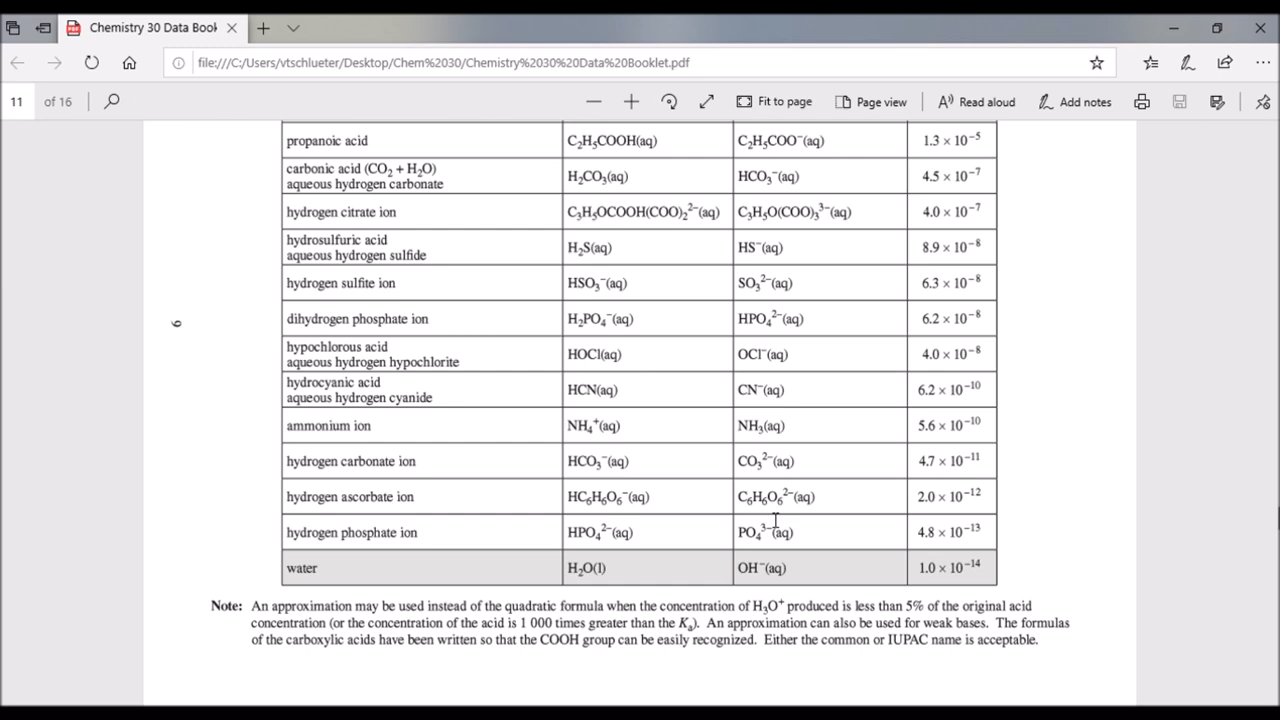 Chemistry 30 Data Bool
file:///C:/Users/vtschlueter/Desktop/Chem%2030/Chemistry%2030%20Data%20Booklet.pdf
11 of 16 Fit to page Page view Read aloud Add notes
propanoic acid C₂H₅COOH(aq) C₂H₅COO⁻(aq) 1.3 × 10⁻⁵
carbonic acid (CO₂ + H₂O)
aqueous hydrogen carbonate H₂CO₃(aq) HCO₃⁻(aq) 4.5 × 10⁻⁷
hydrogen citrate ion C₃H₅OCOOH(COO)₂²⁻(aq) C₃H₅O(COO)₃³⁻(aq) 4.0 × 10⁻⁷
hydrosulfuric acid
aqueous hydrogen sulfide H₂S(aq) HS⁻(aq) 8.9 × 10⁻⁸
hydrogen sulfite ion HSO₃⁻(aq) SO₃²⁻(aq) 6.3 × 10⁻⁸
dihydrogen phosphate ion H₂PO₄⁻(aq) HPO₄²⁻(aq) 6.2 × 10⁻⁸
hypochlorous acid
aqueous hydrogen hypochlorite HOCl(aq) OCl⁻(aq) 4.0 × 10⁻⁸
hydrocyanic acid
aqueous hydrogen cyanide HCN(aq) CN⁻(aq) 6.2 × 10⁻¹⁰
ammonium ion NH₄⁺(aq) NH₃(aq) 5.6 × 10⁻¹⁰
hydrogen carbonate ion HCO₃⁻(aq) CO₃²⁻(aq) 4.7 × 10⁻¹¹
hydrogen ascorbate ion HC₆H₆O₆⁻(aq) C₆H₆O₆²⁻(aq) 2.0 × 10⁻¹²
hydrogen phosphate ion HPO₄²⁻(aq) PO₄³⁻(aq) 4.8 × 10⁻¹³
water H₂O(l) OH⁻(aq) 1.0 × 10⁻¹⁴
9
Note: An approximation may be used instead of the quadratic formula when the concentration of H₃O⁺ produced is less than 5% of the original acid
concentration (or the concentration of the acid is 1 000 times greater than the Kₐ). An approximation can also be used for weak bases. The formulas
of the carboxylic acids have been written so that the COOH group can be easily recognized. Either the common or IUPAC name is acceptable.